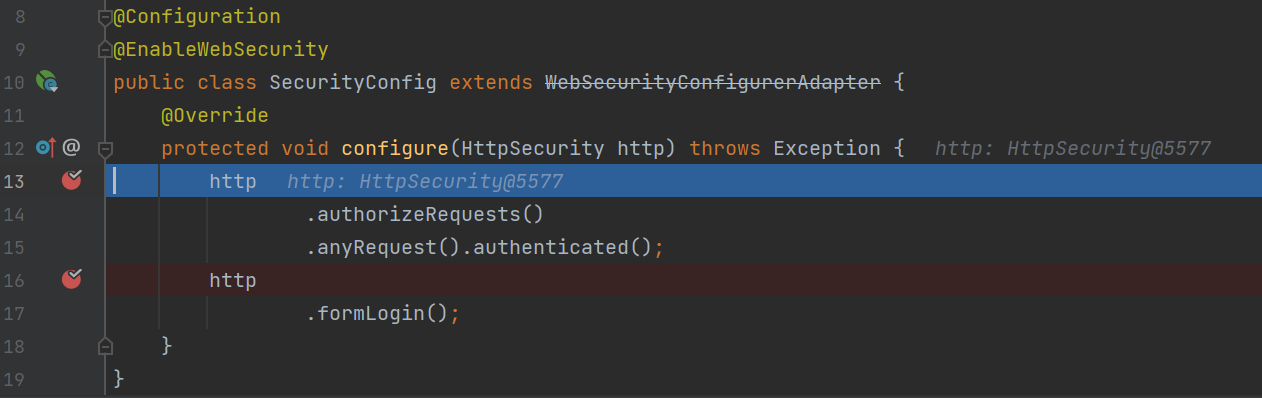 8 @Configuration
9 @EnableWebSecurity
10 public class SecurityConfig extends WebSecurityConfigurerAdapter {
11 @Override
12 @ protected void configure(HttpSecurity http) throws Exception { http: HttpSecurity@5577
13 http http: HttpSecurity@5577
14 .authorizeRequests()
15 .anyRequest().authenticated();
16 http
17 .formLogin();
18 }
19 }